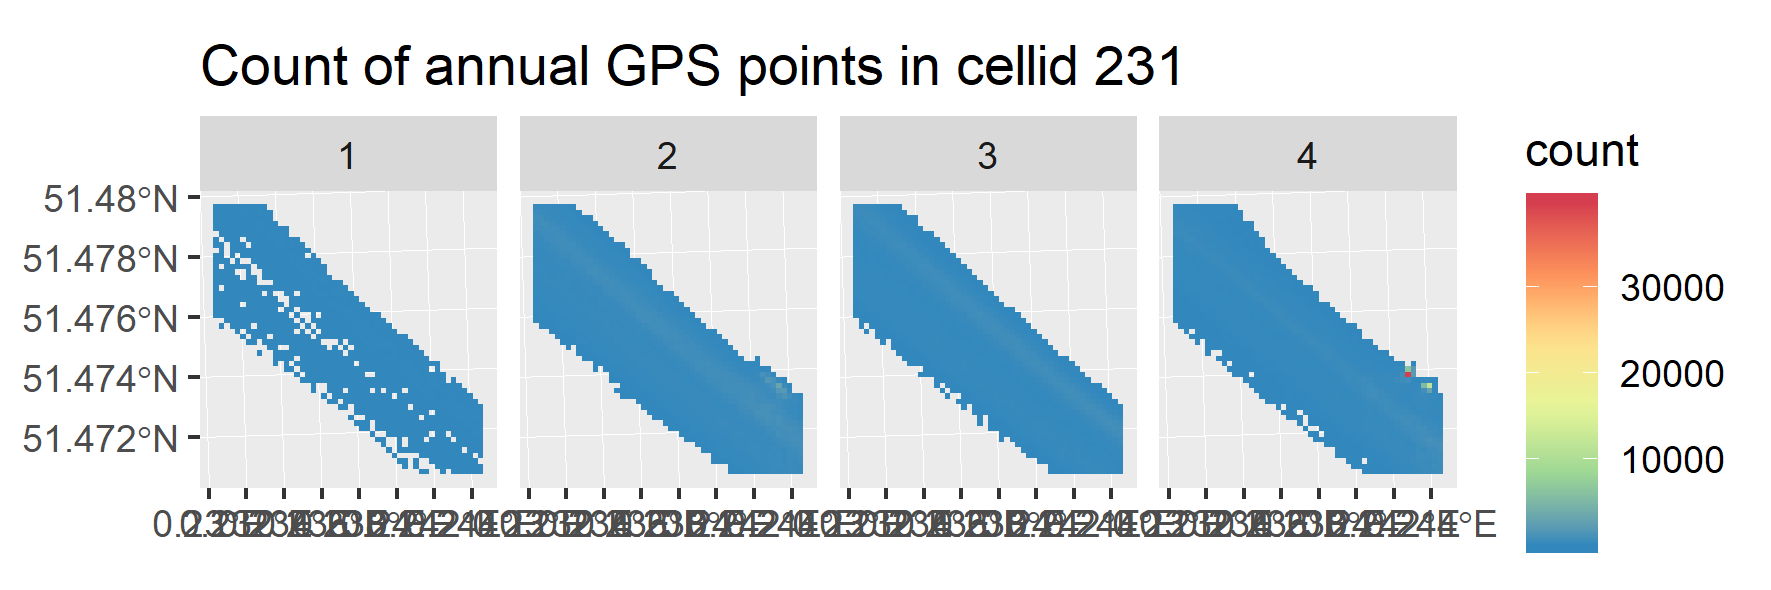 Count of annual GPS points in cellid 231
1 2 3 4
count
51.48°N
51.478°N
51.476°N
51.474°N
51.472°N
30000
20000
10000